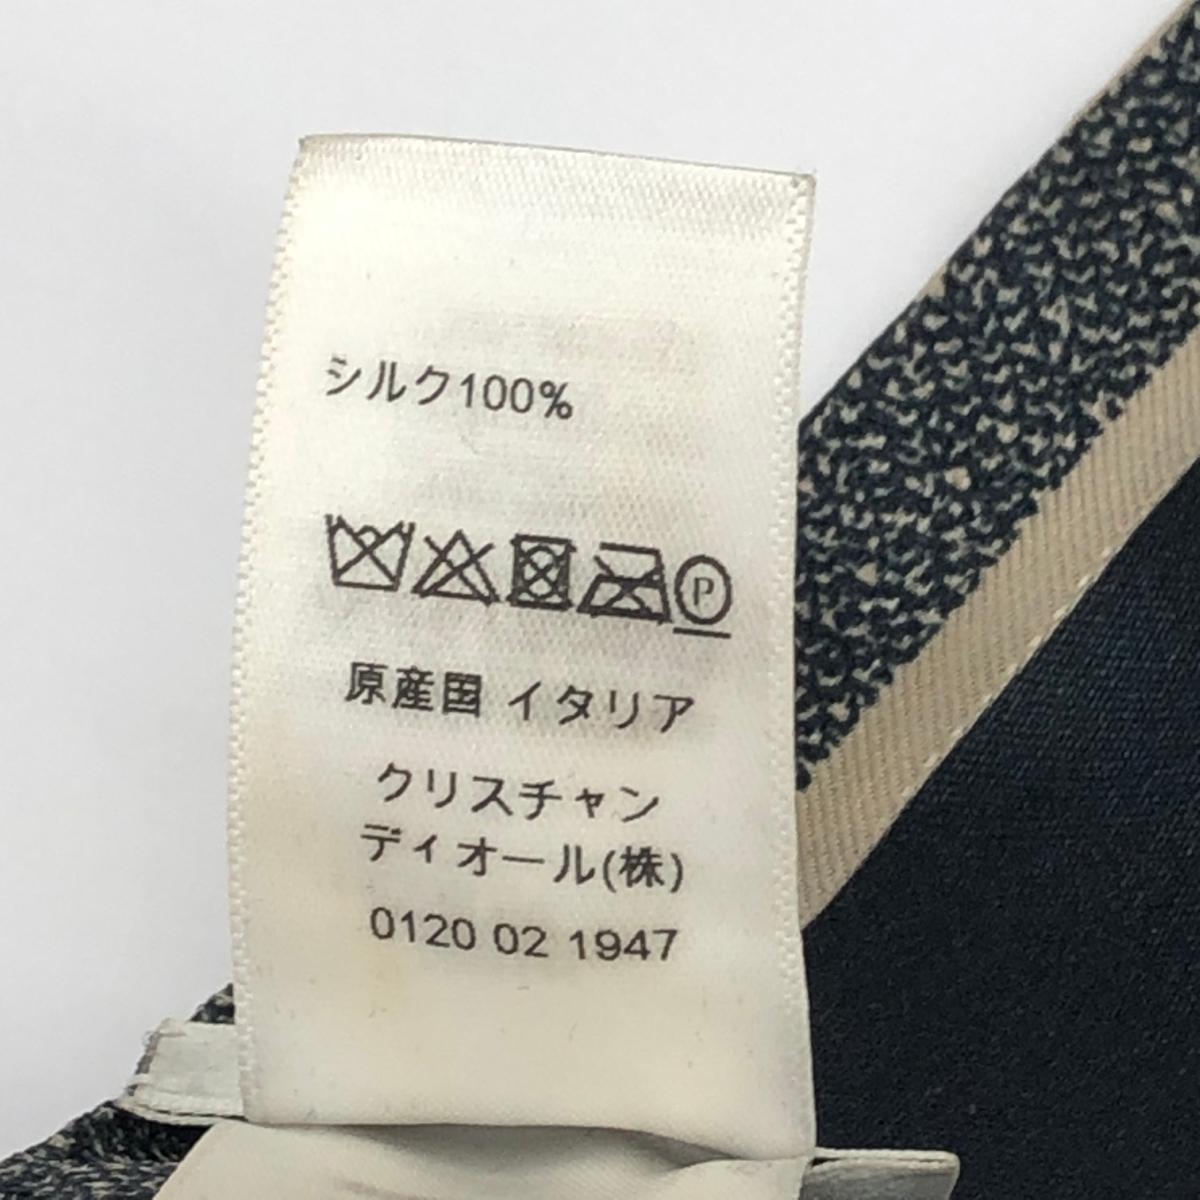 シルク100%
P
原産国 イタリア
クリスチャン
ディオール(株)
0120 02 1947